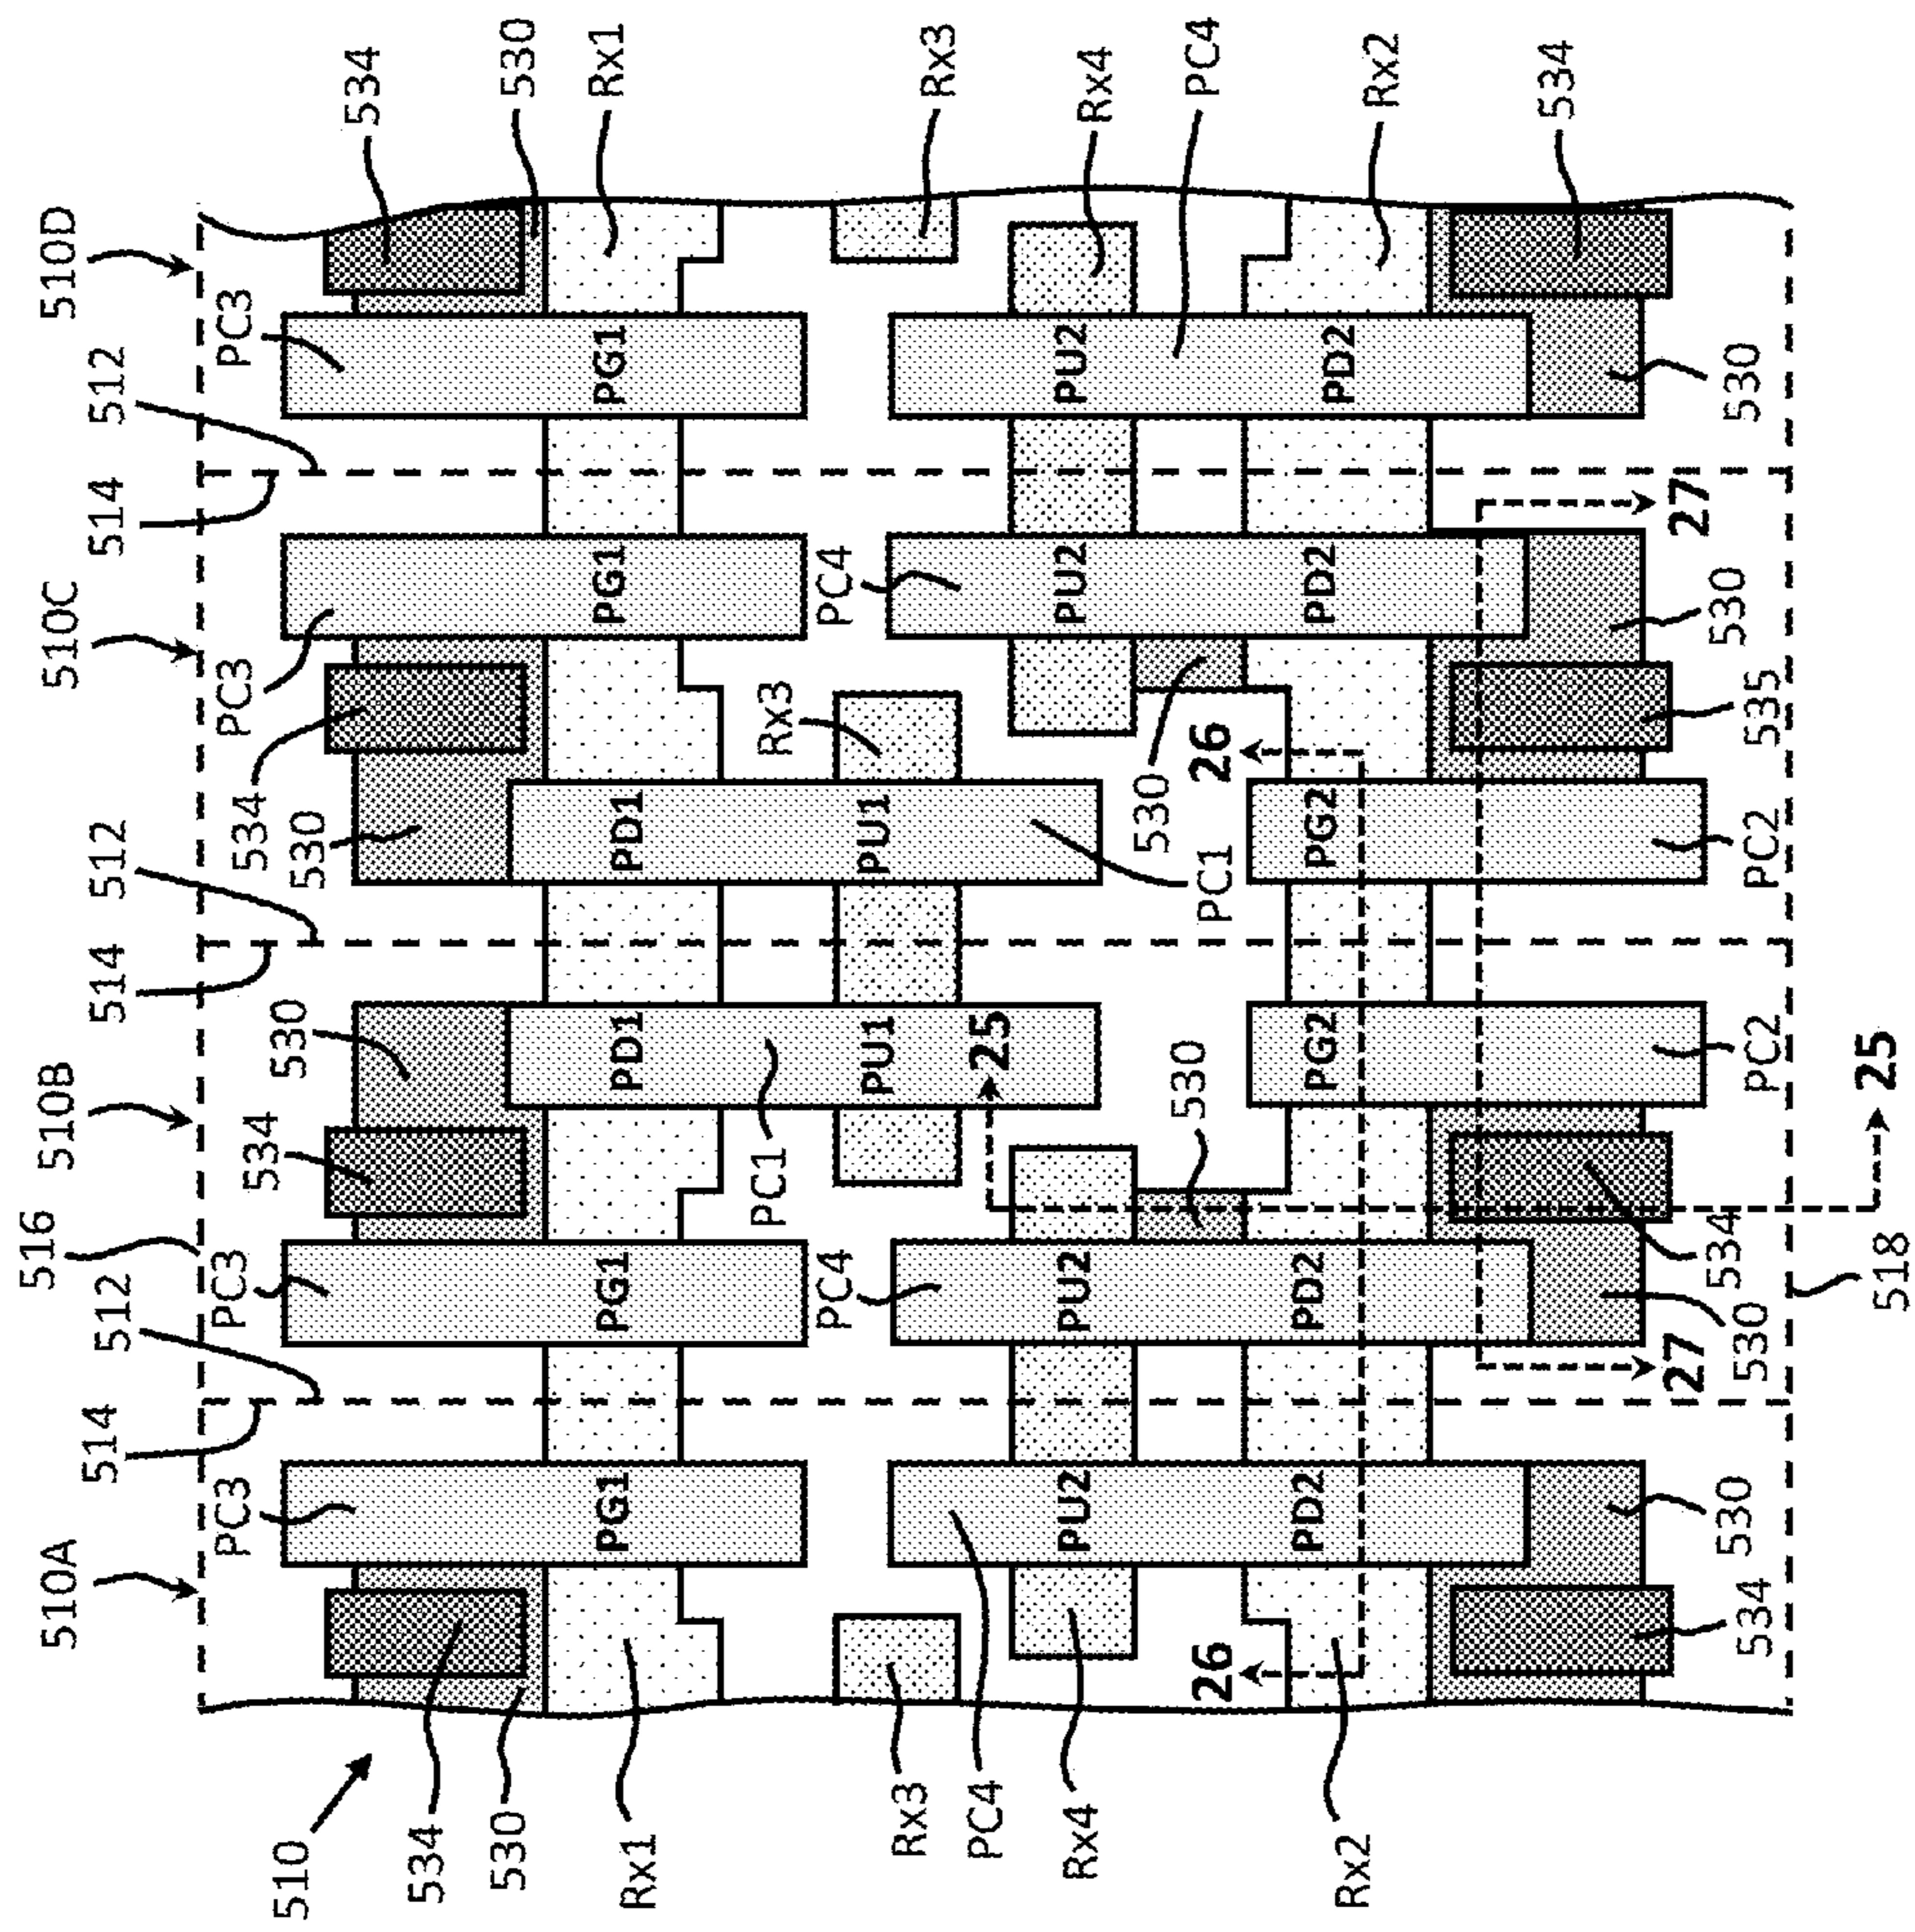 516
510A
510B
510C
510D
514
512
514
512
514
512
PC3
PC3
534
534
PC3
PC3
510
530
530
534
534
530
530
PG1
PG1
PD1
PD1
PG1
PG1
Rx1
Rx1
PC1
Rx3
PC4
PC4
PU1
PU1
Rx3
Rx3
PC4
25
Rx4
PU2
PU2
PU2
PU2
Rx4
530
530
PC1
PC4
26
26
PD2
PD2
PG2
PG2
PD2
PD2
Rx2
Rx2
534
27
27
530
534
530
530
534
530
PC2
PC2
535
518
25